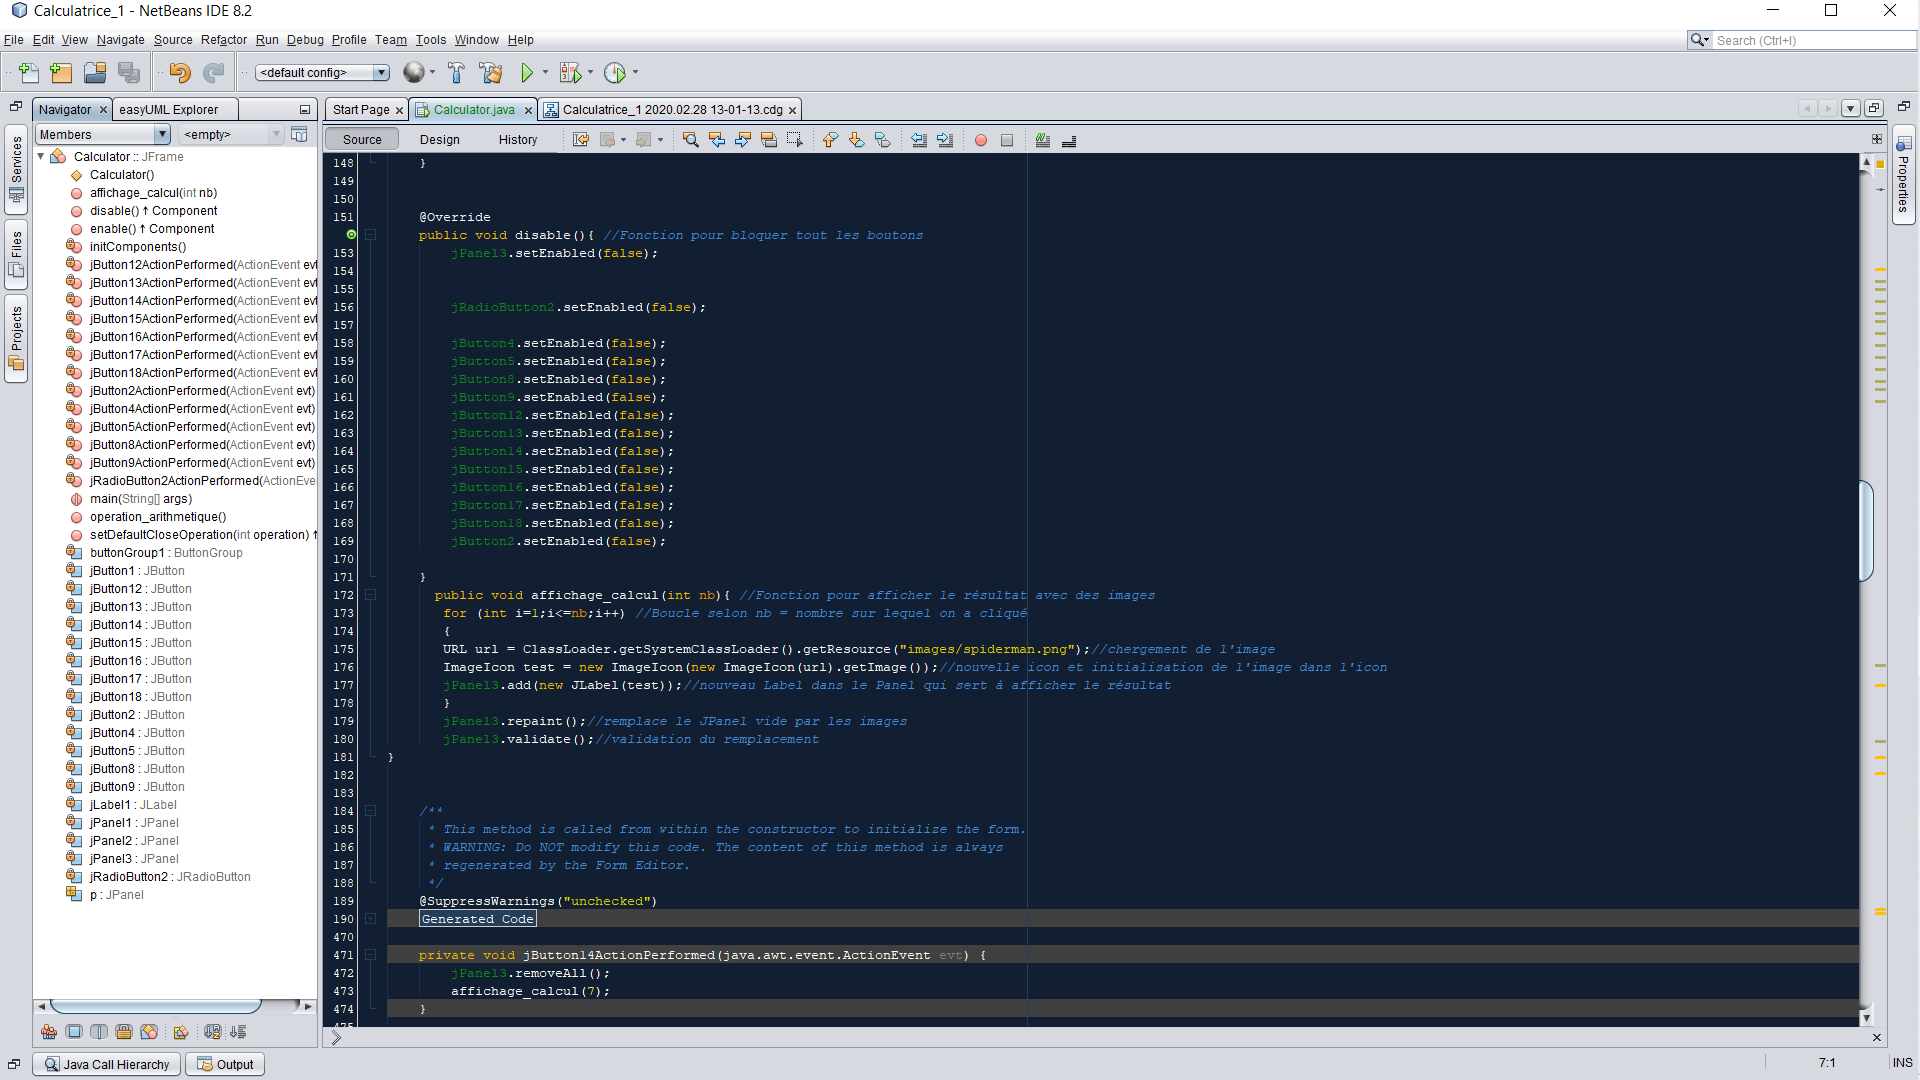 Calculatrice_1 - NetBeans IDE 8.2
File Edit View Navigate Source Refactor Run Debug Profile Team Tools Window Help
Search (Ctrl+I)
<default config>
Navigator
easyUML Explorer
Start Page
Calculator.java
Calculatrice_1 2020.02.28 13-01-13.cdg
Members
<empty>
Source
Design
History
Services
Files
Projects
Properties
Calculator :: JFrame
Calculator()
affichage_calcul(int nb)
disable() ↑ Component
enable() ↑ Component
initComponents()
jButton12ActionPerformed(ActionEvent evt
jButton13ActionPerformed(ActionEvent evt
jButton14ActionPerformed(ActionEvent evt
jButton15ActionPerformed(ActionEvent evt
jButton16ActionPerformed(ActionEvent evt
jButton17ActionPerformed(ActionEvent evt
jButton18ActionPerformed(ActionEvent evt
jButton2ActionPerformed(ActionEvent evt)
jButton4ActionPerformed(ActionEvent evt)
jButton5ActionPerformed(ActionEvent evt)
jButton8ActionPerformed(ActionEvent evt)
jButton9ActionPerformed(ActionEvent evt)
jRadioButton2ActionPerformed(ActionEve
main(String[] args)
operation_arithmetique()
setDefaultCloseOperation(int operation) ↑
buttonGroup1 : ButtonGroup
jButton1 : JButton
jButton12 : JButton
jButton13 : JButton
jButton14 : JButton
jButton15 : JButton
jButton16 : JButton
jButton17 : JButton
jButton18 : JButton
jButton2 : JButton
jButton4 : JButton
jButton5 : JButton
jButton8 : JButton
jButton9 : JButton
jLabel1 : JLabel
jPanel1 : JPanel
jPanel2 : JPanel
jPanel3 : JPanel
jRadioButton2 : JRadioButton
p : JPanel
148 }
149
150
151 @Override
public void disable(){ //Fonction pour bloquer tout les boutons
153 jPanel3.setEnabled(false);
154
155
156 jRadioButton2.setEnabled(false);
157
158 jButton4.setEnabled(false);
159 jButton5.setEnabled(false);
160 jButton8.setEnabled(false);
161 jButton9.setEnabled(false);
162 jButton12.setEnabled(false);
163 jButton13.setEnabled(false);
164 jButton14.setEnabled(false);
165 jButton15.setEnabled(false);
166 jButton16.setEnabled(false);
167 jButton17.setEnabled(false);
168 jButton18.setEnabled(false);
169 jButton2.setEnabled(false);
170
171 }
172 public void affichage_calcul(int nb){ //Fonction pour afficher le résultat avec des images
173 for (int i=1;i<=nb;i++) //Boucle selon nb = nombre sur lequel on a cliqué
174 {
175 URL url = ClassLoader.getSystemClassLoader().getResource("images/spiderman.png");//chergement de l'image
176 ImageIcon test = new ImageIcon(new ImageIcon(url).getImage());//nouvelle icon et initialisation de l'image dans l'icon
177 jPanel3.add(new JLabel(test));//nouveau Label dans le Panel qui sert à afficher le résultat
178 }
179 jPanel3.repaint();//remplace le JPanel vide par les images
180 jPanel3.validate();//validation du remplacement
181 }
182
183
184 /**
185 * This method is called from within the constructor to initialize the form.
186 * WARNING: Do NOT modify this code. The content of this method is always
187 * regenerated by the Form Editor.
188 */
189 @SuppressWarnings("unchecked")
190 Generated Code
470
471 private void jButton14ActionPerformed(java.awt.event.ActionEvent evt) {
472 jPanel3.removeAll();
473 affichage_calcul(7);
474 }
475
Java Call Hierarchy
Output
7:1
INS